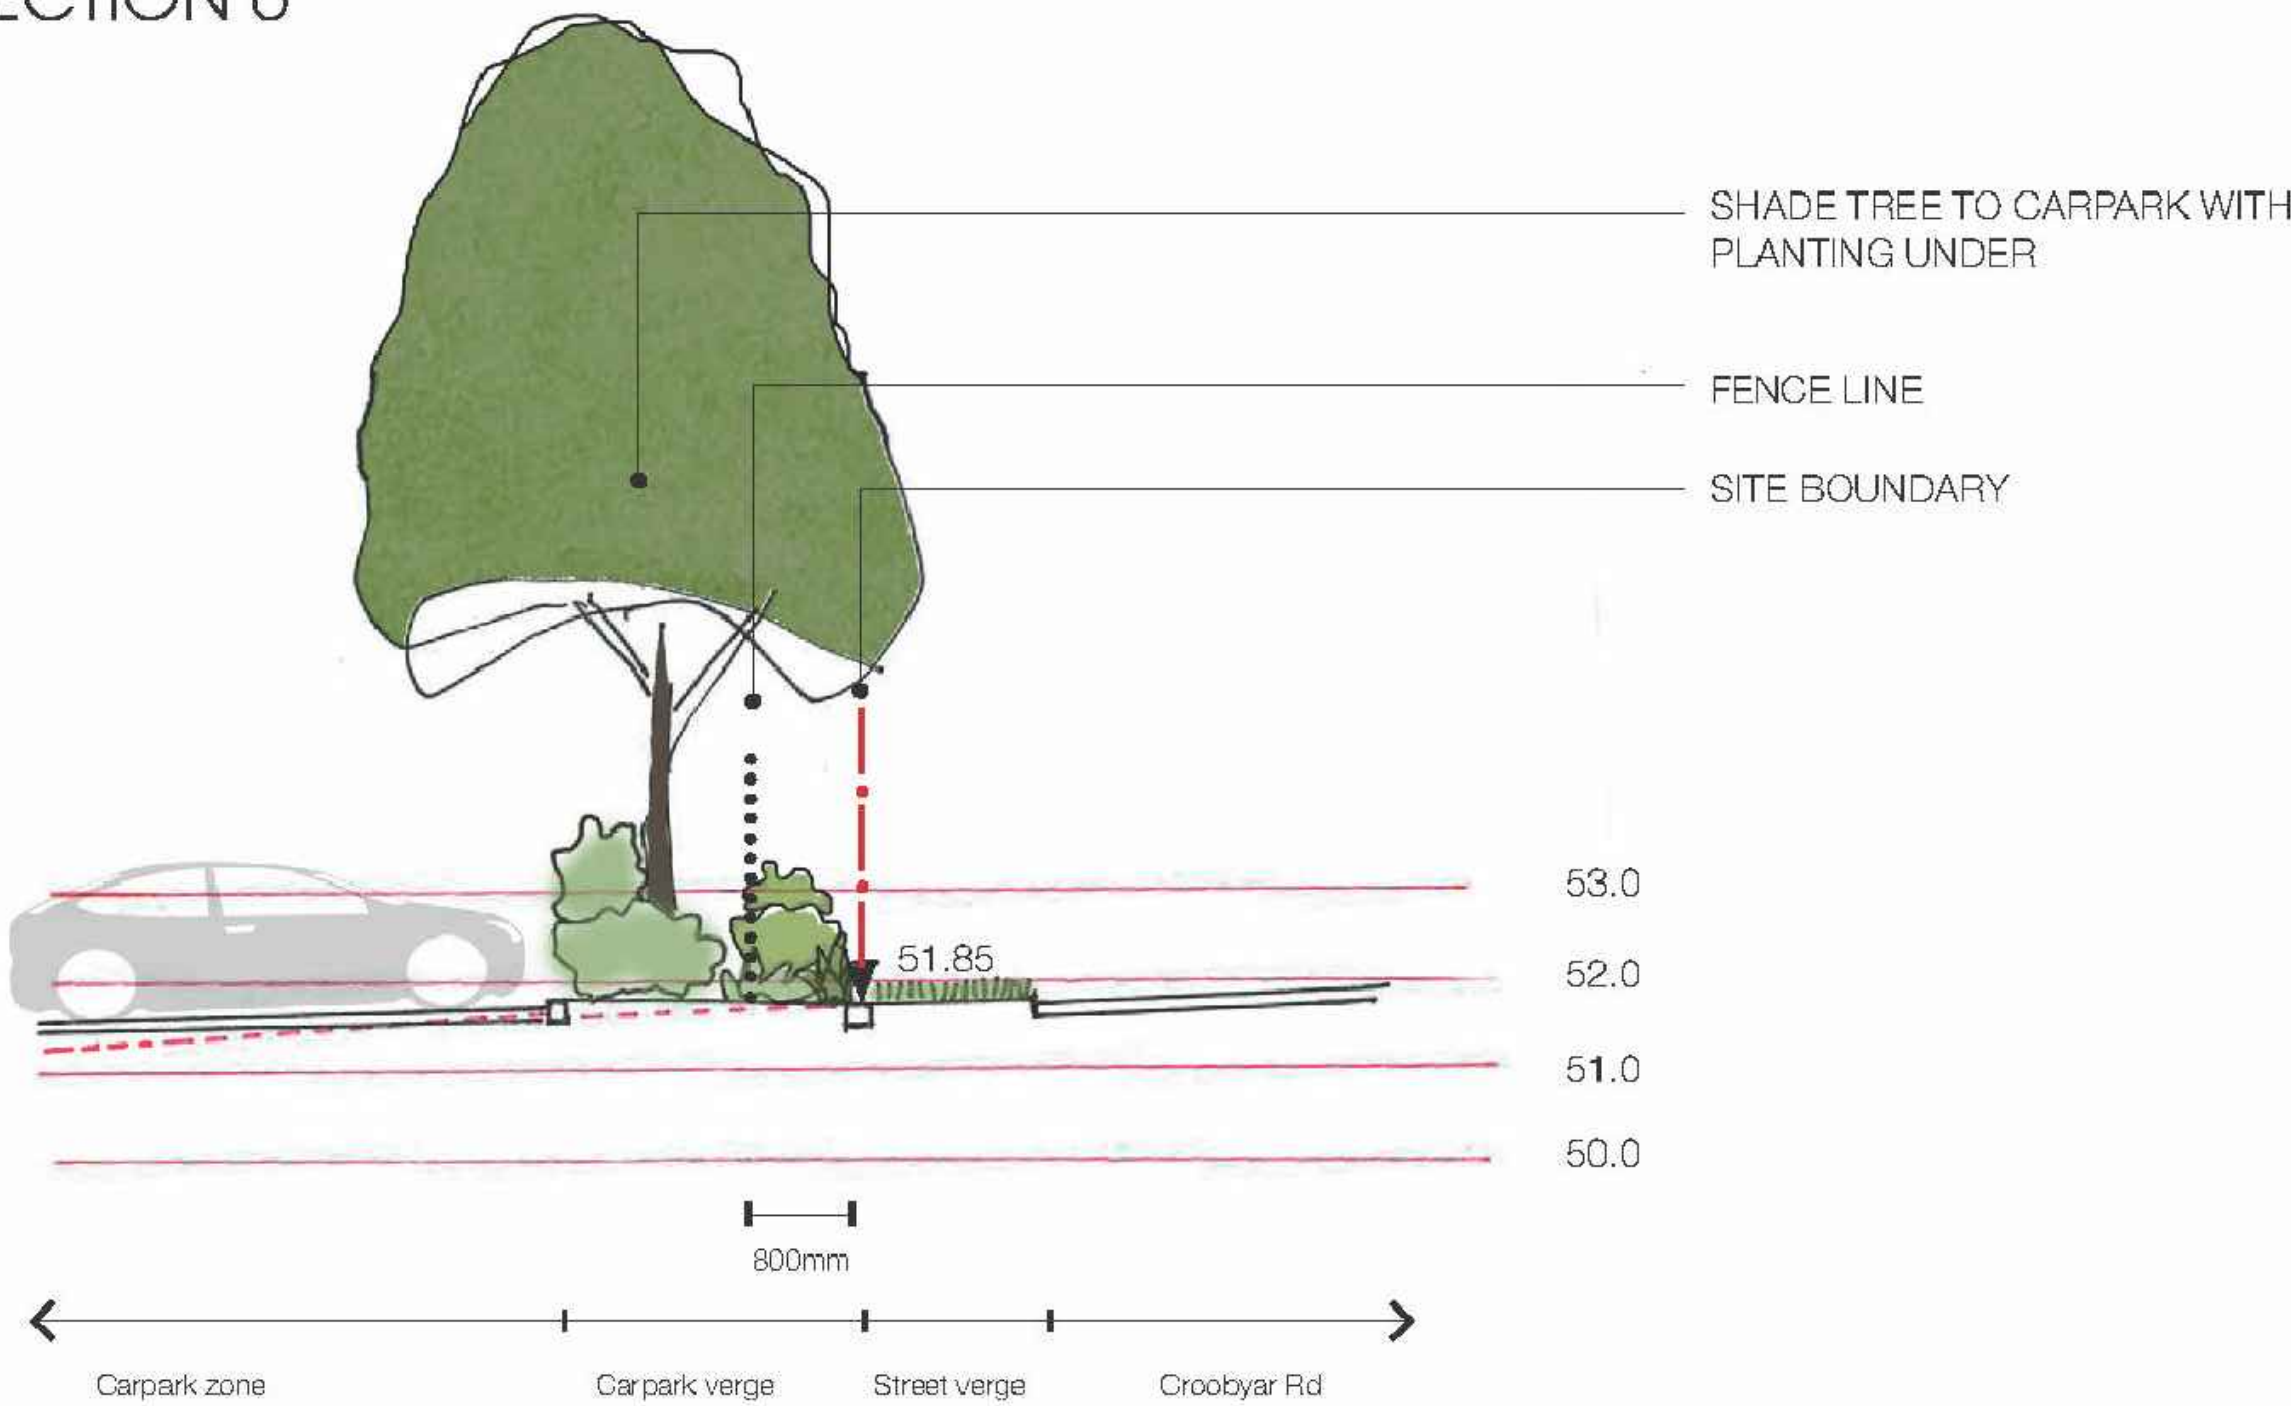 SHADE TREE TO CARPARK WITH
PLANTING UNDER
FENCE LINE
SITE BOUNDARY
53.0
51.85
52.0
51.0
50.0
800mm
Carpark zone
Carpark verge
Street verge
Croobyar Rd